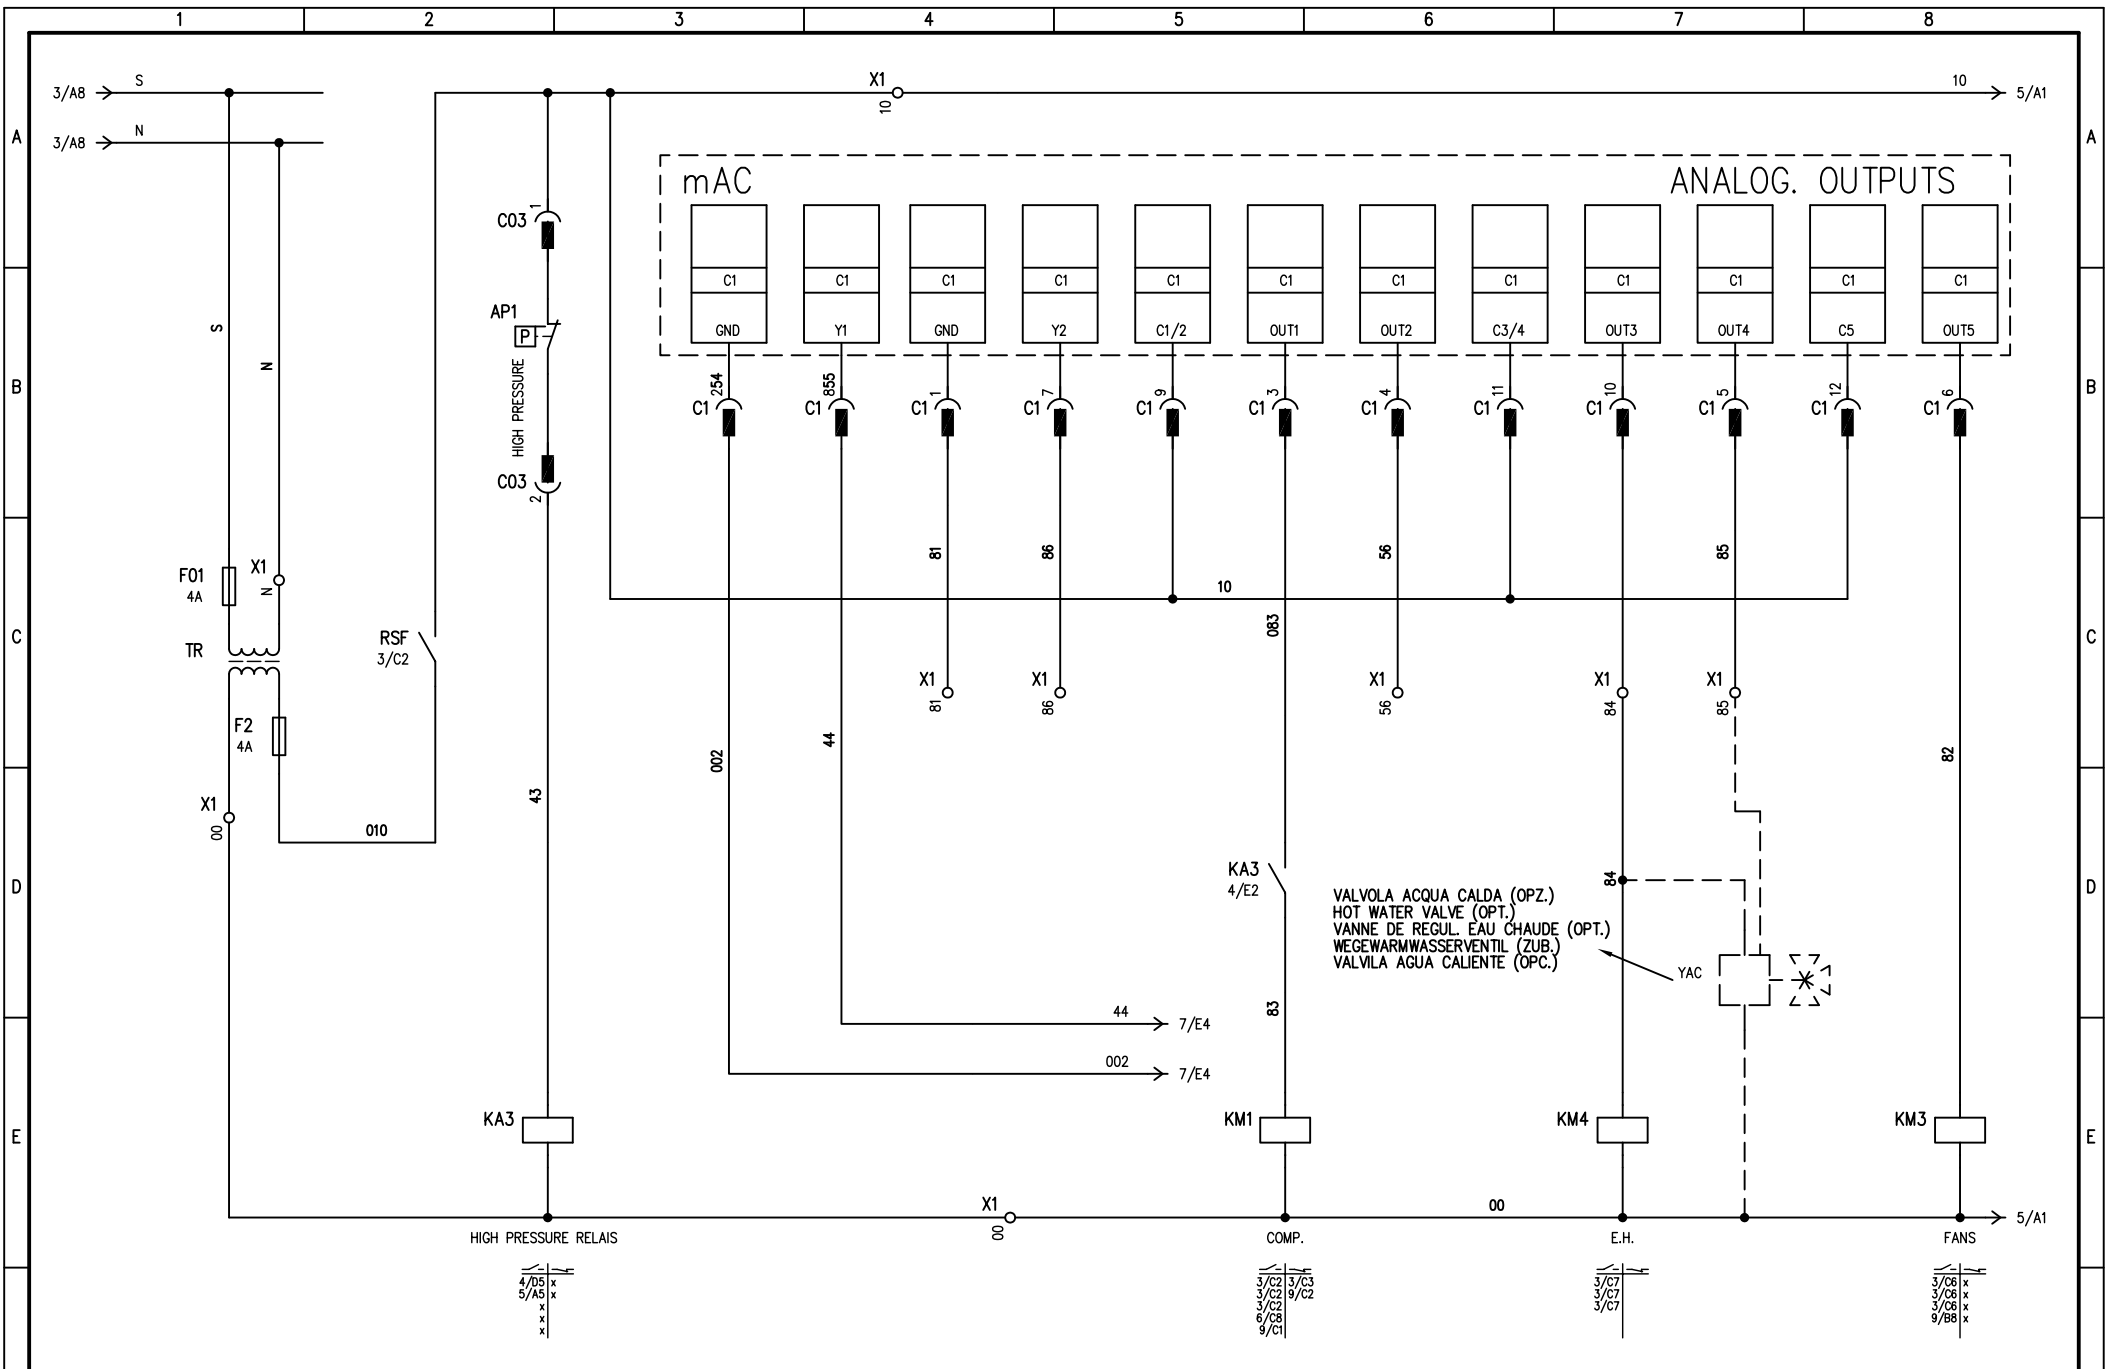 1 2 3 4 5 6 7 8
3/A8 S
X1
10
10 5/A1
3/A8 N
A A
mAC ANALOG. OUTPUTS
C03 1
C1 C1 C1 C1 C1 C1 C1 C1 C1 C1 C1 C1
AP1
P
GND Y1 GND Y2 C1/2 OUT1 OUT2 C3/4 OUT3 OUT4 C5 OUT5
S N
HIGH PRESSURE
B B
254 855 1 7 9 3 4 11 10 5 12 6
C1 C1 C1 C1 C1 C1 C1 C1 C1 C1 C1 C1
C03 2
81 86 56 85
F01
4A
X1
N
10
083
C C
TR
RSF
3/C2
X1 X1 X1 X1 X1
81 86 56 84 85
F2
4A
002 44 82
43
X1
00
010
KA3
4/E2
D D
84
VALVOLA ACQUA CALDA (OPZ.)
HOT WATER VALVE (OPT.)
VANNE DE REGUL. EAU CHAUDE (OPT.)
WEGEWARMWASSERVENTIL (ZUB.)
VALVILA AGUA CALIENTE (OPC.)
YAC
83
44 7/E4
002 7/E4
E E
KA3 KM1 KM4 KM3
X1
00
00 5/A1
HIGH PRESSURE RELAIS COMP. E.H. FANS
4/D5 x
5/A5 x
x
x
x
3/C2 3/C3
3/C2 9/C2
3/C2
6/C8
9/C1
3/C7
3/C7
3/C7
3/C6 x
3/C6 x
3/C6 x
9/B8 x